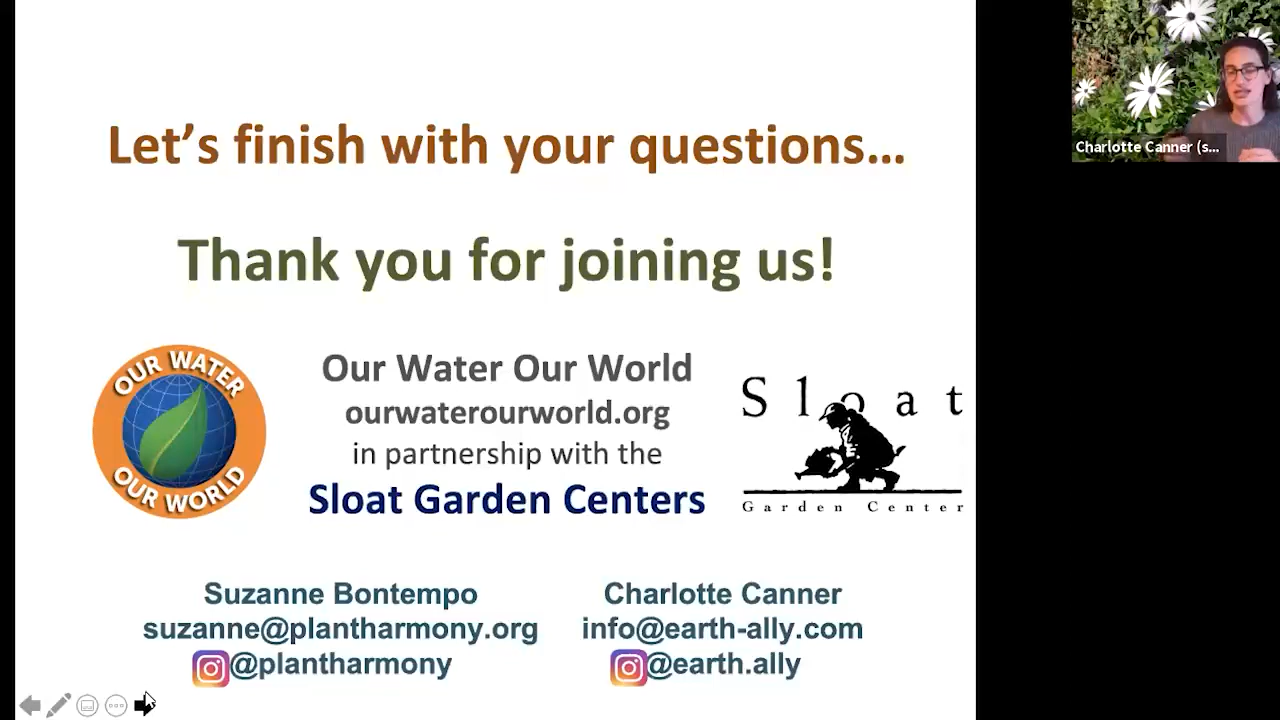 Let's finish with your questions…
Thank you for joining us!
OUR WATER
OUR WORLD
Our Water Our World
ourwaterourworld.org
in partnership with the
Sloat Garden Centers
Sloat
Garden Center
Suzanne Bontempo
suzanne@plantharmony.org
@plantharmony
Charlotte Canner
info@earth-ally.com
@earth.ally
Charlotte Canner (s...